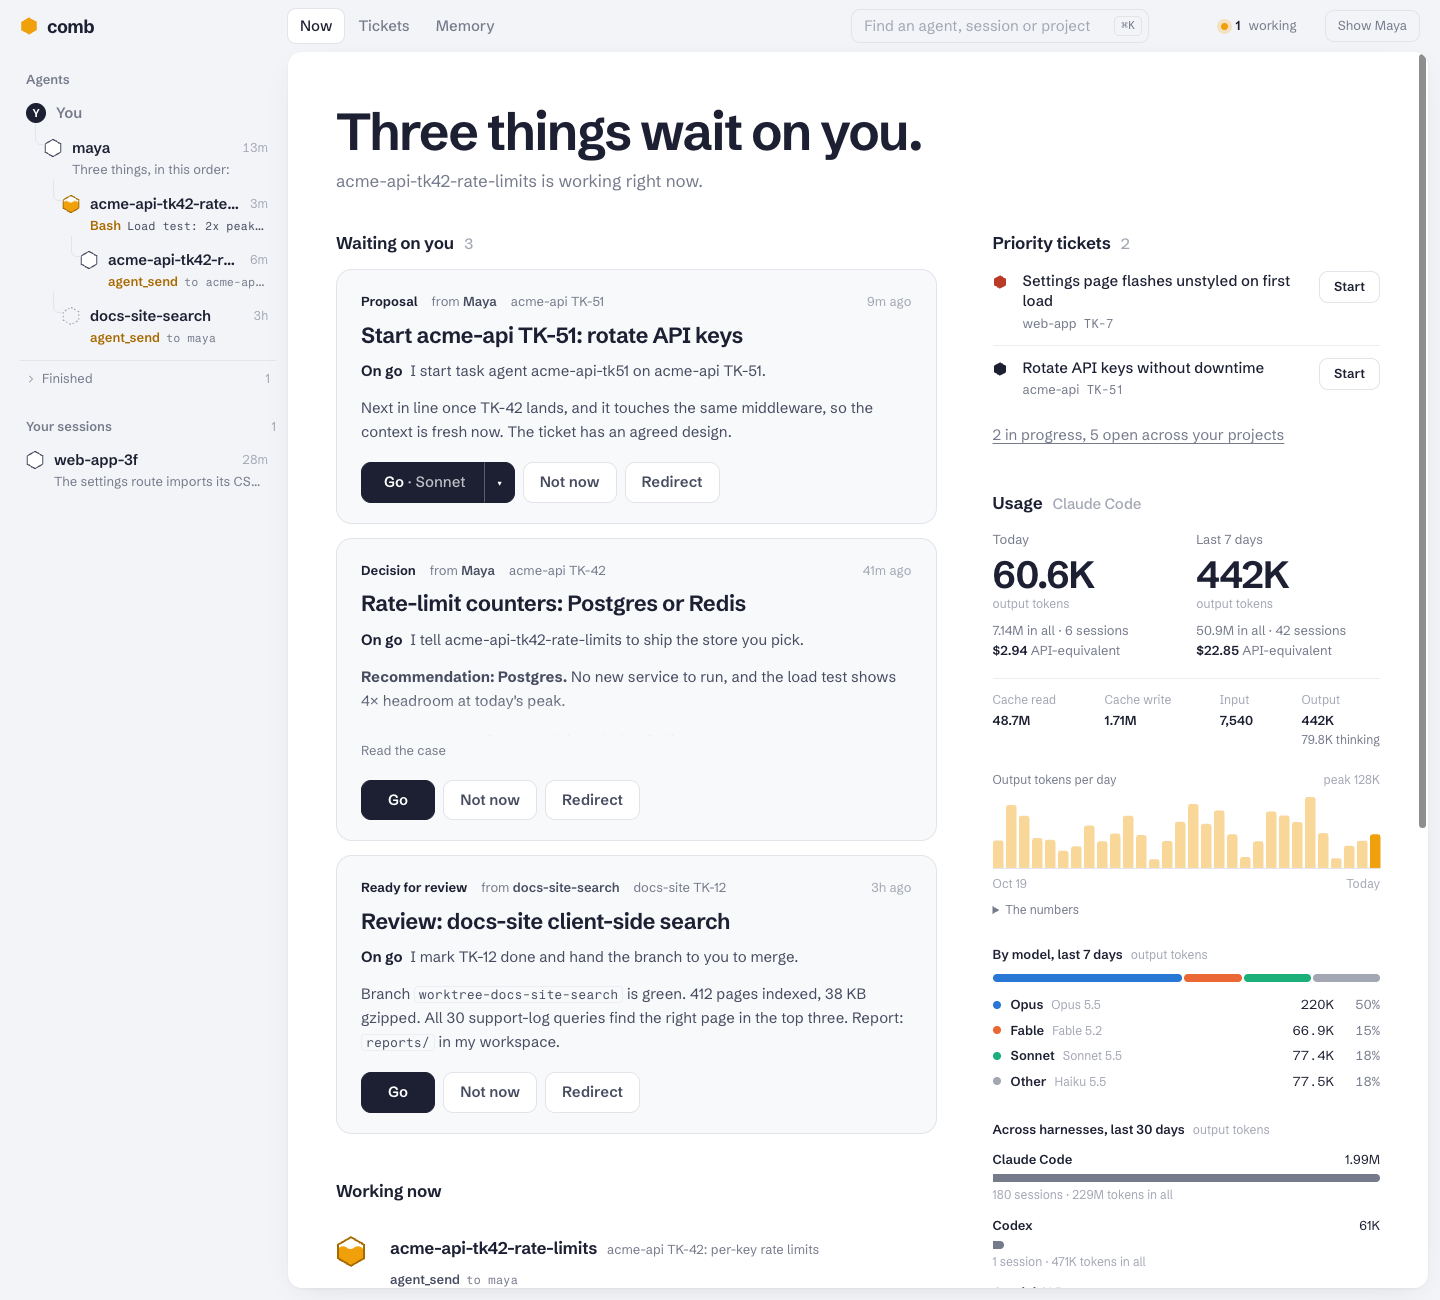 comb
Now Tickets Memory
Find an agent, session or project ⌘K
1 working
Show Maya
Agents
Y You
maya 13m
Three things, in this order:
acme-api-tk42-rate... 3m
Bash Load test: 2x peak...
acme-api-tk42-r... 6m
agent_send to acme-ap...
docs-site-search 3h
agent_send to maya
Finished 1
Your sessions 1
web-app-3f 28m
The settings route imports its CS...
Three things wait on you.
acme-api-tk42-rate-limits is working right now.
Waiting on you 3
Proposal from Maya acme-api TK-51 9m ago
Start acme-api TK-51: rotate API keys
On go I start task agent acme-api-tk51 on acme-api TK-51.
Next in line once TK-42 lands, and it touches the same middleware, so the
context is fresh now. The ticket has an agreed design.
Go · Sonnet Not now Redirect
Decision from Maya acme-api TK-42 41m ago
Rate-limit counters: Postgres or Redis
On go I tell acme-api-tk42-rate-limits to ship the store you pick.
Recommendation: Postgres. No new service to run, and the load test shows
4× headroom at today's peak.
Read the case
Go Not now Redirect
Ready for review from docs-site-search docs-site TK-12 3h ago
Review: docs-site client-side search
On go I mark TK-12 done and hand the branch to you to merge.
Branch worktree-docs-site-search is green. 412 pages indexed, 38 KB
gzipped. All 30 support-log queries find the right page in the top three. Report:
reports/ in my workspace.
Go Not now Redirect
Working now
acme-api-tk42-rate-limits acme-api TK-42: per-key rate limits
agent_send to maya
Priority tickets 2
Settings page flashes unstyled on first
load
web-app TK-7
Start
Rotate API keys without downtime
acme-api TK-51
Start
2 in progress, 5 open across your projects
Usage Claude Code
Today Last 7 days
60.6K 442K
output tokens output tokens
7.14M in all · 6 sessions 50.9M in all · 42 sessions
$2.94 API-equivalent $22.85 API-equivalent
Cache read Cache write Input Output
48.7M 1.71M 7,540 442K
79.8K thinking
Output tokens per day peak 128K
Oct 19 Today
The numbers
By model, last 7 days output tokens
Opus Opus 5.5 220K 50%
Fable Fable 5.2 66.9K 15%
Sonnet Sonnet 5.5 77.4K 18%
Other Haiku 5.5 77.5K 18%
Across harnesses, last 30 days output tokens
Claude Code 1.99M
180 sessions · 229M tokens in all
Codex 61K
1 session · 471K tokens in all